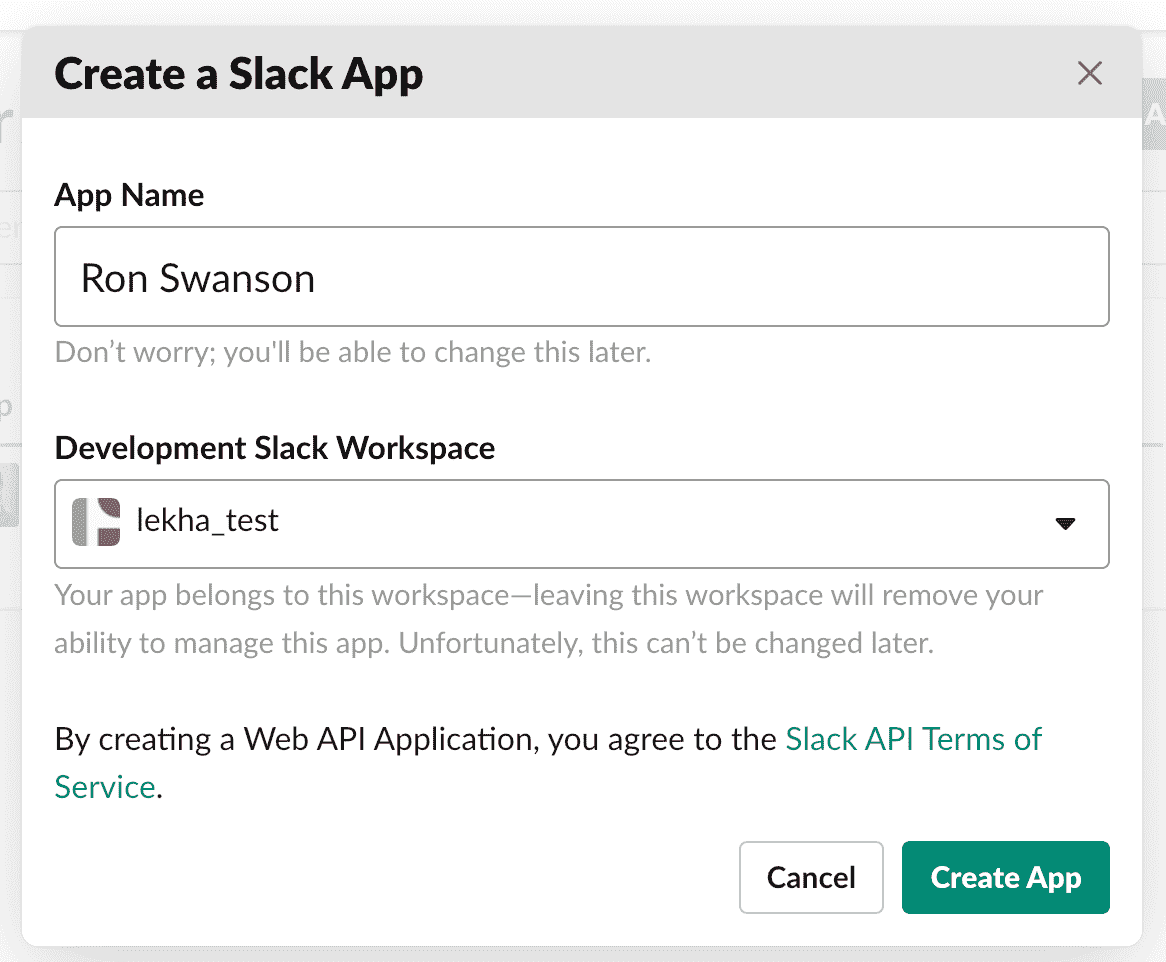 Create a Slack App
App Name
Ron Swanson
Don’t worry; you'll be able to change this later.
Development Slack Workspace
lekha_test
Your app belongs to this workspace—leaving this workspace will remove your
ability to manage this app. Unfortunately, this can’t be changed later.
By creating a Web API Application, you agree to the Slack API Terms of
Service.
Cancel
Create App